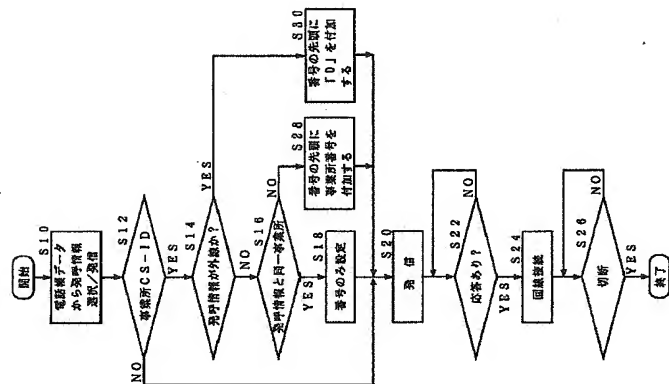 開始
S10
電話帳データ
から発呼情報
選択／発信
S12
事業所CS-ID
NO
YES
S14
発呼情報が外線か？
YES
NO
S16
発呼情報と同一事業所
NO
YES
S18
番号のみ設定
S28
番号の先頭に
事業所番号を
付加する
S30
番号の先頭に
「0」を付加
する
S20
発信
S22
応答あり？
NO
YES
S24
回線接続
S26
切断
NO
YES
終了